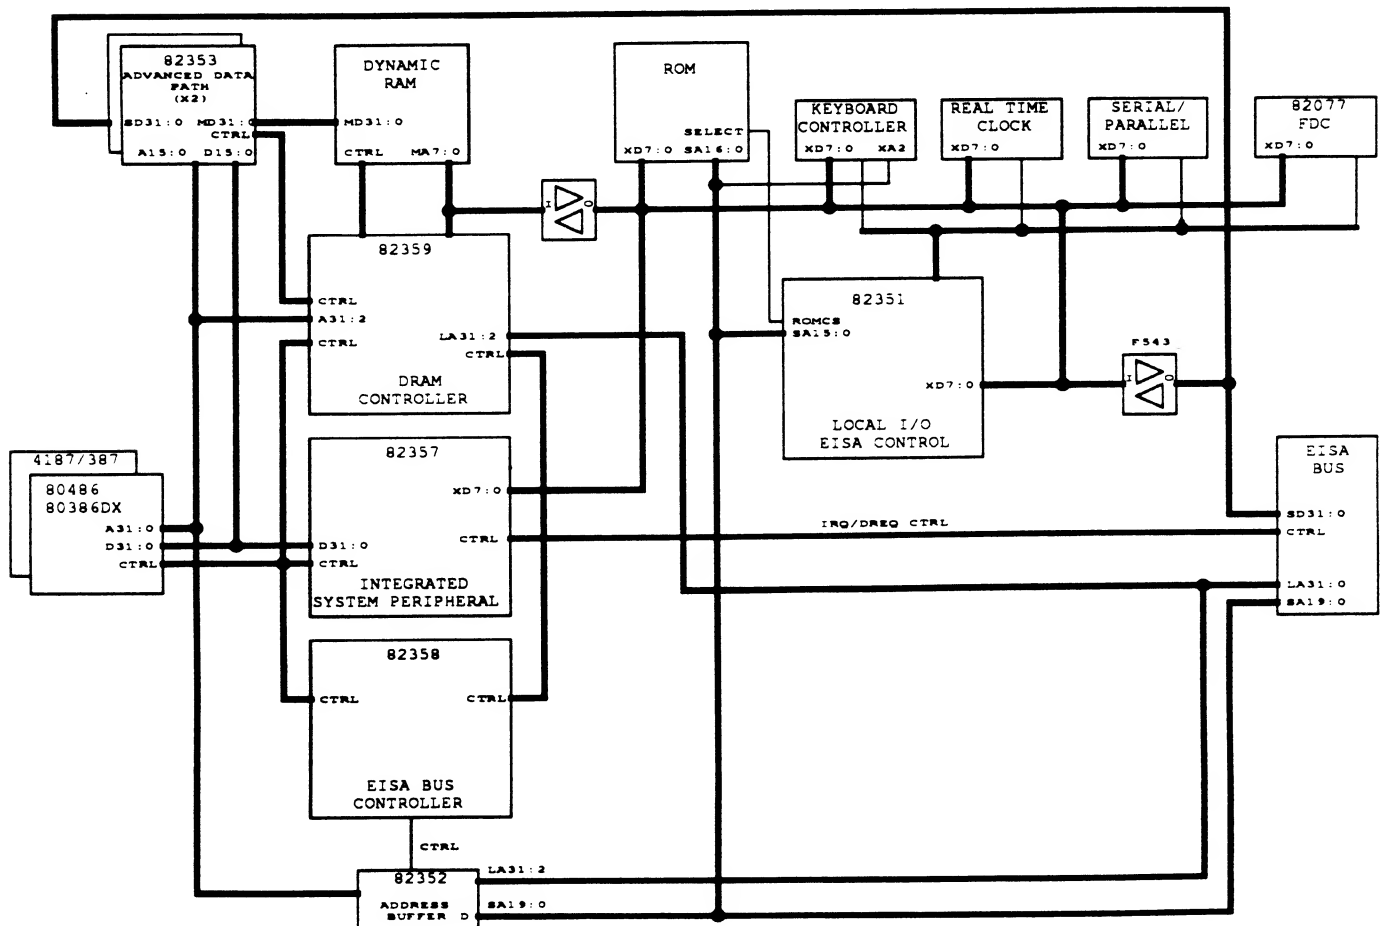 82353
ADVANCED DATA
PATH
(X2)
SD31:0 MD31:0
CTRL
A15:0 D15:0
DYNAMIC
RAM
MD31:0
CTRL MA7:0
ROM
SELECT
XD7:0 SA16:0
KEYBOARD
CONTROLLER
XD7:0 XA2
REAL TIME
CLOCK
XD7:0
SERIAL/
PARALLEL
XD7:0
82077
FDC
XD7:0
I O
82359
CTRL
A31:2
CTRL
LA31:2
CTRL
DRAM
CONTROLLER
82351
ROMCS
SA15:0
XD7:0
LOCAL I/O
EISA CONTROL
F543
I O
4187/387
80486
80386DX
A31:0
D31:0
CTRL
82357
XD7:0
CTRL
D31:0
CTRL
INTEGRATED
SYSTEM PERIPHERAL
IRQ/DREQ CTRL
EISA
BUS
SD31:0
CTRL
LA31:0
SA19:0
82358
CTRL CTRL
EISA BUS
CONTROLLER
CTRL
82352
ADDRESS
BUFFER D
LA31:2
SA19:0